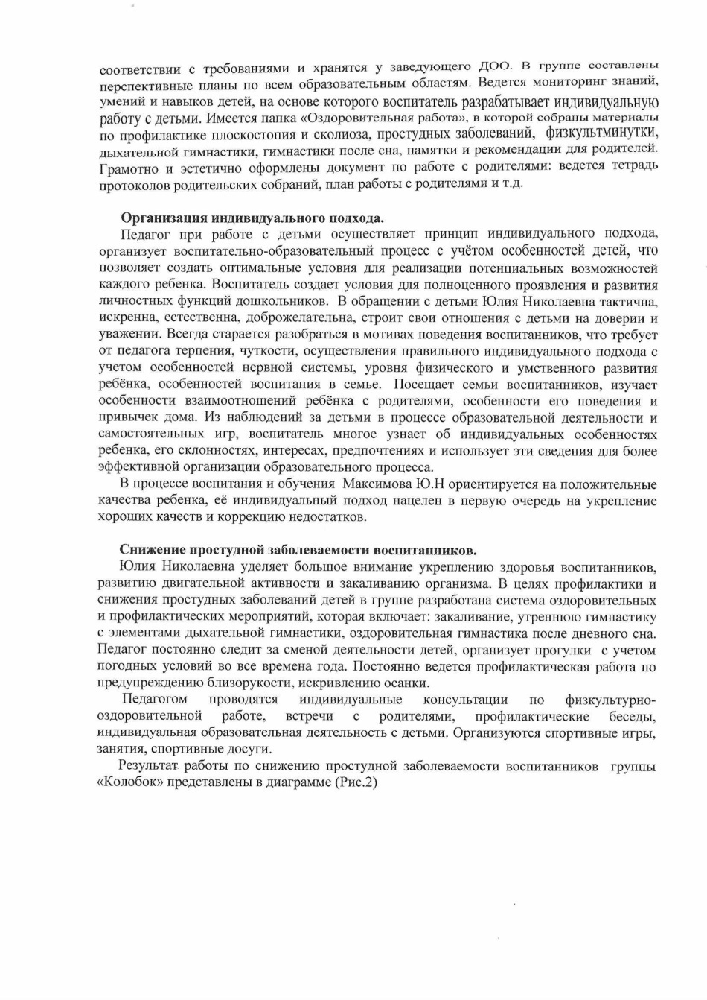 соответствии с требованиями и хранятся у заведующего ДОО. В группе составлены
перспективные планы по всем образовательным областям. Ведется мониторинг знаний,
умений и навыков детей, на основе которого воспитатель разрабатывает индивидуальную
работу с детьми. Имеется папка «Оздоровительная работа», в которой собраны материалы
по профилактике плоскостопия и сколиоза, простудных заболеваний, физкультминутки,
дыхательной гимнастики, гимнастики после сна, памятки и рекомендации для родителей.
Грамотно и эстетично оформлены документ по работе с родителями: ведется тетрадь
протоколов родительских собраний, план работы с родителями и т.д.
Организация индивидуального подхода.
Педагог при работе с детьми осуществляет принцип индивидуального подхода,
организует воспитательно-образовательный процесс с учётом особенностей детей, что
позволяет создать оптимальные условия для реализации потенциальных возможностей
каждого ребенка. Воспитатель создает условия для полноценного проявления и развития
личностных функций дошкольников. В обращении с детьми Юлия Николаевна тактична,
искренна, естественна, доброжелательна, строит свои отношения с детьми на доверии и
уважении. Всегда старается разобраться в мотивах поведения воспитанников, что требует
от педагога терпения, чуткости, осуществления правильного индивидуального подхода с
учетом особенностей нервной системы, уровня физического и умственного развития
ребёнка, особенностей воспитания в семье. Посещает семьи воспитанников, изучает
особенности взаимоотношений ребёнка с родителями, особенности его поведения и
привычек дома. Из наблюдений за детьми в процессе образовательной деятельности и
самостоятельных игр, воспитатель многое узнает об индивидуальных особенностях
ребенка, его склонностях, интересах, предпочтениях и использует эти сведения для более
эффективной организации образовательного процесса.
В процессе воспитания и обучения Максимова Ю.Н ориентируется на положительные
качества ребенка, её индивидуальный подход нацелен в первую очередь на укрепление
хороших качеств и коррекцию недостатков.
Снижение простудной заболеваемости воспитанников.
Юлия Николаевна уделяет большое внимание укреплению здоровья воспитанников,
развитию двигательной активности и закаливанию организма. В целях профилактики и
снижения простудных заболеваний детей в группе разработана система оздоровительных
и профилактических мероприятий, которая включает: закаливание, утреннюю гимнастику
с элементами дыхательной гимнастики, оздоровительная гимнастика после дневного сна.
Педагог постоянно следит за сменой деятельности детей, организует прогулки с учетом
погодных условий во все времена года. Постоянно ведется профилактическая работа по
предупреждению близорукости, искривлению осанки.
Педагогом проводятся индивидуальные консультации по физкультурно-
оздоровительной работе, встречи с родителями, профилактические беседы,
индивидуальная образовательная деятельность с детьми. Организуются спортивные игры,
занятия, спортивные досуги.
Результат работы по снижению простудной заболеваемости воспитанников группы
«Колобок» представлены в диаграмме (Рис.2)